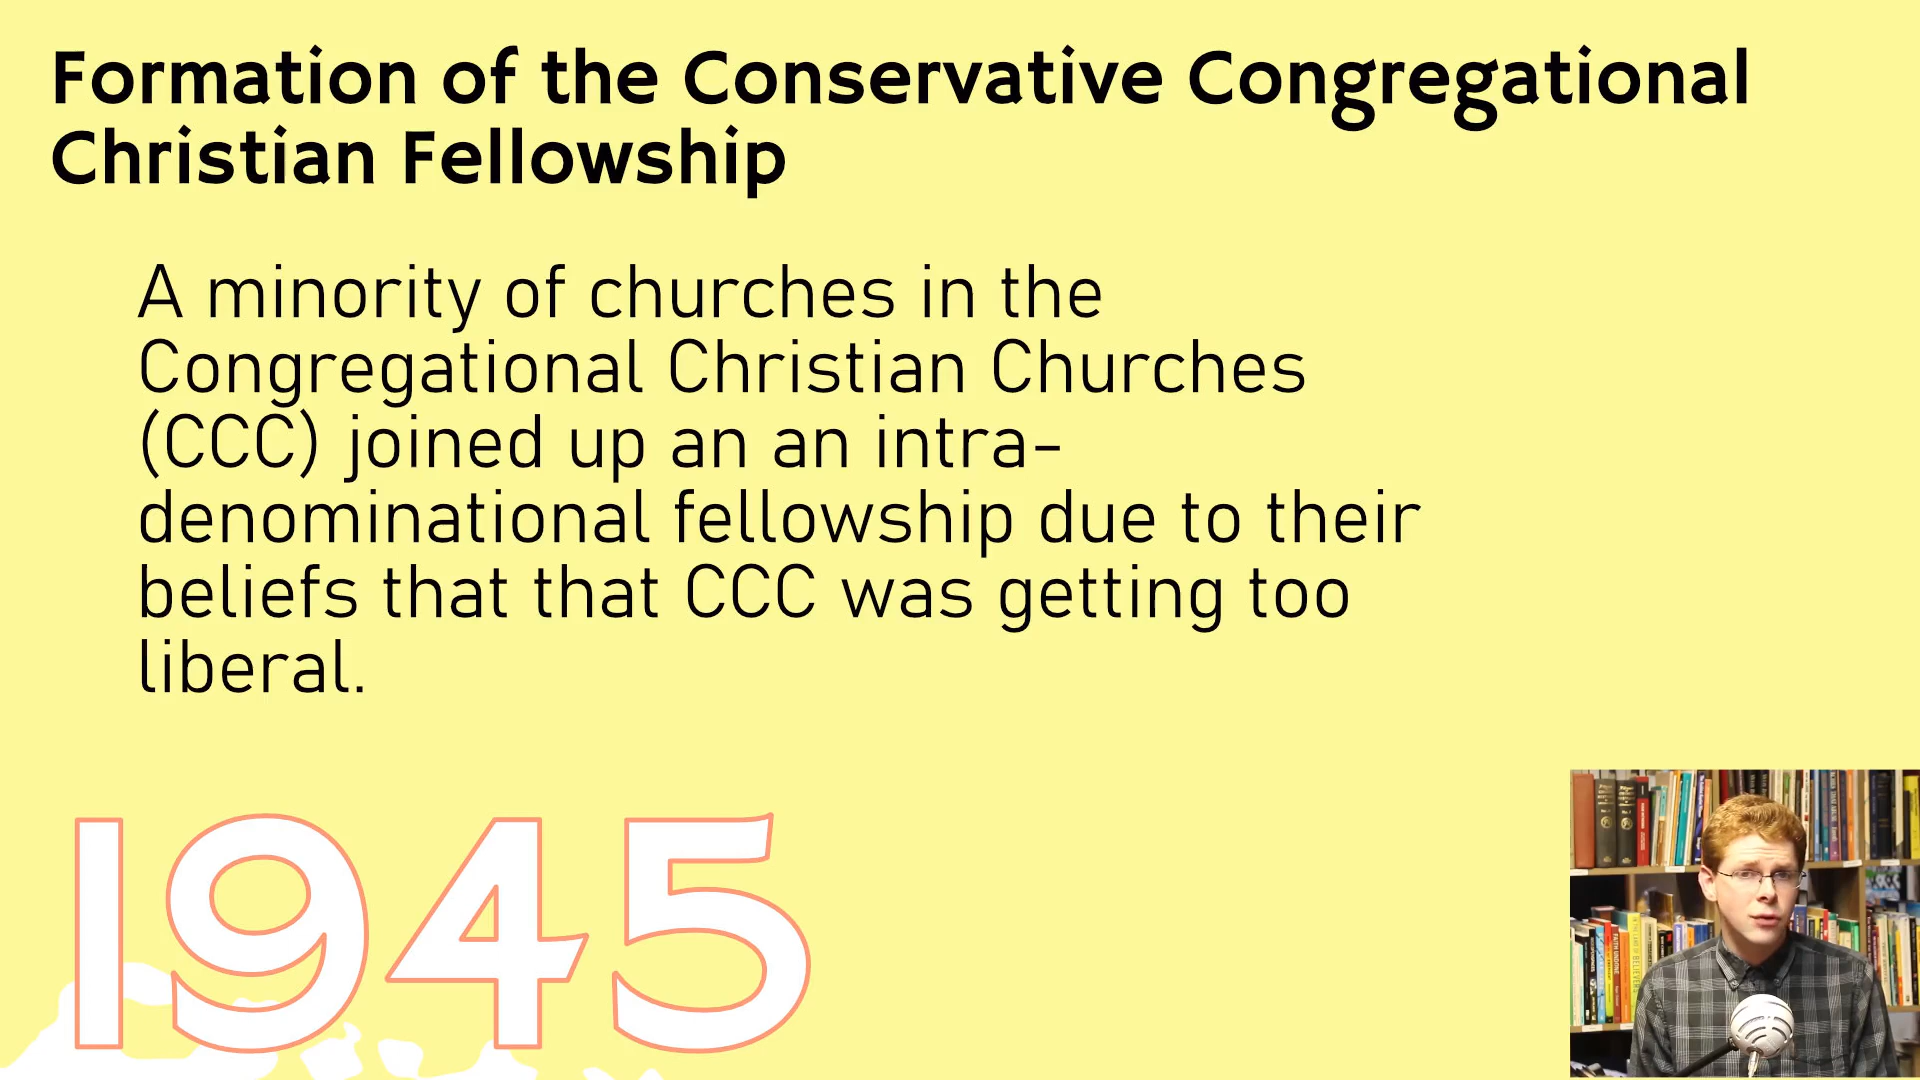 Formation of the Conservative Congregational
Christian Fellowship
A minority of churches in the
Congregational Christian Churches
(CCC) joined up an an intra-
denominational fellowship due to their
beliefs that that CCC was getting too
liberal.
1945